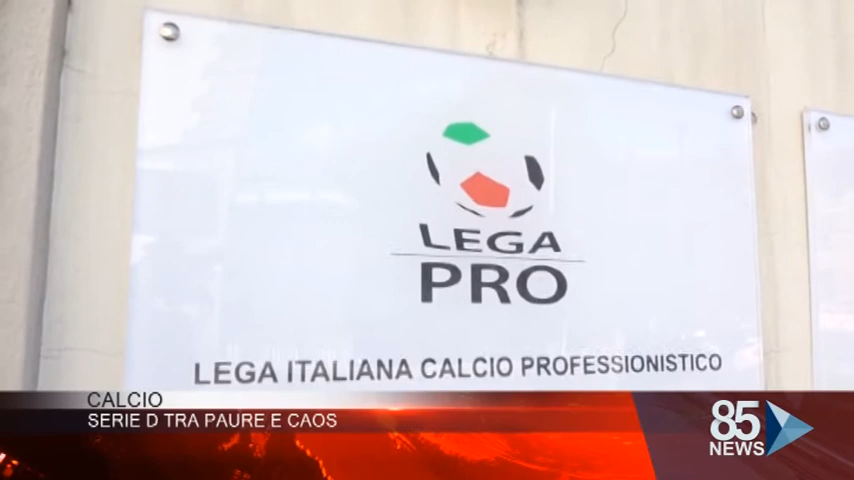 LEGA
PRO
LEGA ITALIANA CALCIO PROFESSIONISTICO
CALCIO
SERIE D TRA PAURE E CAOS
85
NEWS